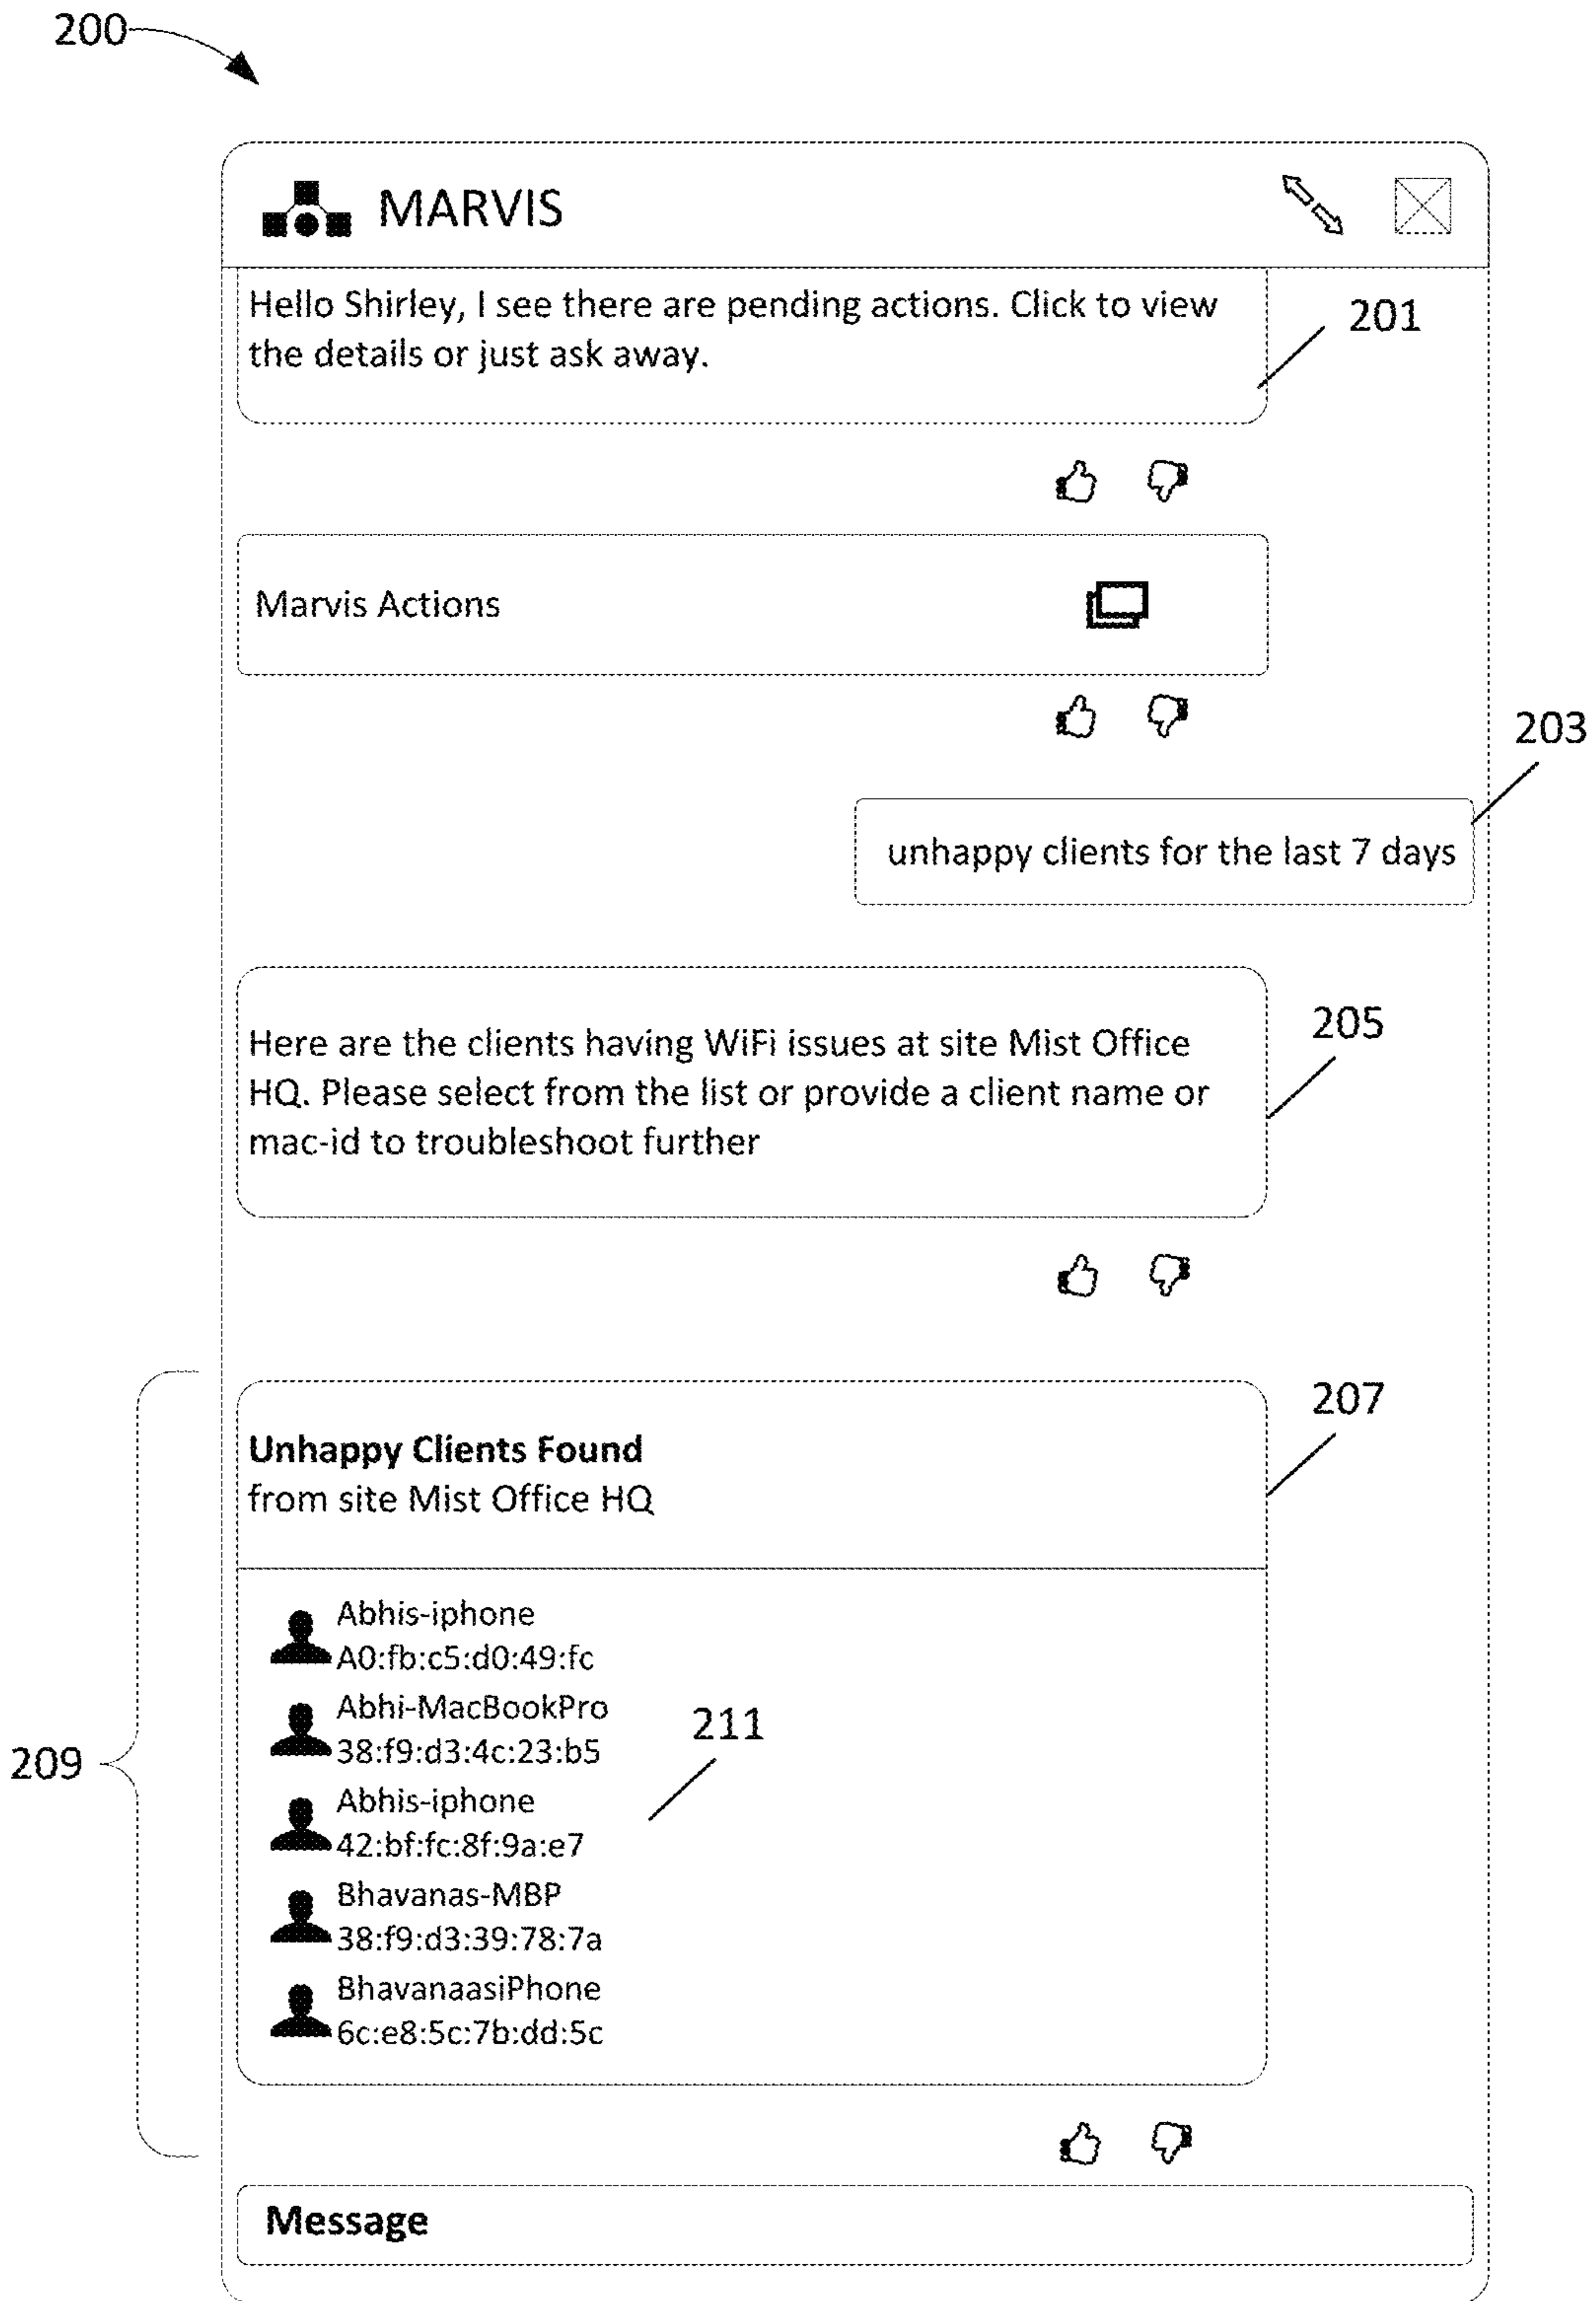 200
MARVIS
Hello Shirley, I see there are pending actions. Click to view
the details or just ask away.
201
Marvis Actions
203
unhappy clients for the last 7 days
205
Here are the clients having WiFi issues at site Mist Office
HQ. Please select from the list or provide a client name or
mac-id to troubleshoot further
207
Unhappy Clients Found
from site Mist Office HQ
209
Abhis-iphone
A0:fb:c5:d0:49:fc
Abhi-MacBookPro
38:f9:d3:4c:23:b5
211
Abhis-iphone
42:bf:fc:8f:9a:e7
Bhavanas-MBP
38:f9:d3:39:78:7a
BhavanaasiPhone
6c:e8:5c:7b:dd:5c
Message